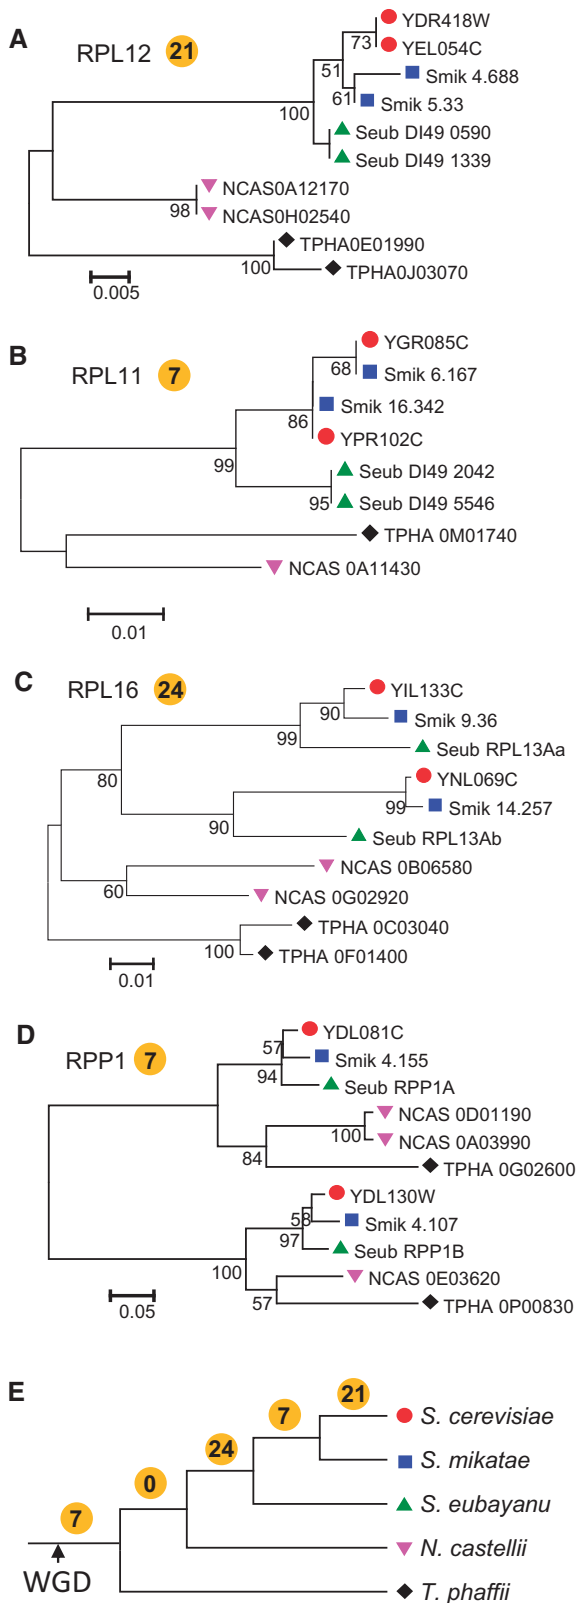 A
RPL12 21
YDR418W
73
YEL054C
51
Smik 4.688
61
Smik 5.33
100
Seub DI49 0590
Seub DI49 1339
NCAS0A12170
98
NCAS0H02540
TPHA0E01990
100
TPHA0J03070
0.005
B
RPL11 7
YGR085C
68
Smik 6.167
Smik 16.342
86
YPR102C
99
Seub DI49 2042
95
Seub DI49 5546
TPHA 0M01740
NCAS 0A11430
0.01
C
RPL16 24
YIL133C
90
Smik 9.36
99
Seub RPL13Aa
80
YNL069C
99
Smik 14.257
90
Seub RPL13Ab
NCAS 0B06580
60
NCAS 0G02920
TPHA 0C03040
100
TPHA 0F01400
0.01
D
RPP1 7
YDL081C
57
Smik 4.155
94
Seub RPP1A
NCAS 0D01190
100
NCAS 0A03990
84
TPHA 0G02600
YDL130W
58
Smik 4.107
97
Seub RPP1B
100
NCAS 0E03620
57
TPHA 0P00830
0.05
E
21
7
S. cerevisiae
24
S. mikatae
0
S. eubayanu
7
N. castellii
WGD
T. phaffii